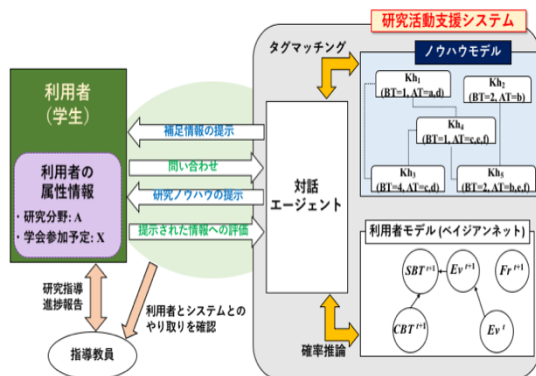 研究活動支援システム
タグマッチング
ノウハウモデル
利用者
(学生)
Kh1
(BT=1, AT=a,d)
Kh2
(BT=2, AT=b)
補足情報の提示
Kh4
(BT=1, AT=c,e,f)
問い合わせ
利用者の
属性情報
・研究分野: A
・学会参加予定: X
研究ノウハウの提示
対話
エージェント
Kh3
(BT=4, AT=c,d)
Kh5
(BT=2, AT=b,e,f)
提示された情報への評価
利用者モデル (ベイジアンネット)
SBT t+1
Ev t+1
Fr t+1
研究指導
進捗報告
利用者とシステムとの
やり取りを確認
CBT t+1
Ev t
指導教員
確率推論